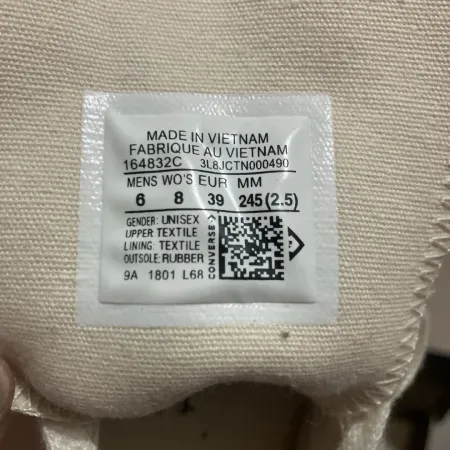 MADE IN VIETNAM
FABRIQUE AU VIETNAM
164832C 3L8JCTN000490
MENS WO'S EUR MM
6 8 39 245(2.5)
GENDER: UNISEX
UPPER: TEXTILE
LINING: TEXTILE
OUTSOLE: RUBBER
9A 1801 L68
CONVERSE